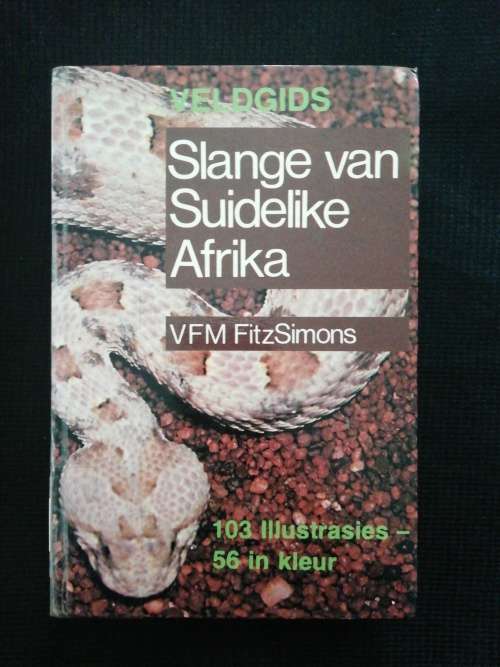 VELDGIDS
Slange van
Suidelike
Afrika
VFM FitzSimons
103 Illustrasies –
56 in kleur